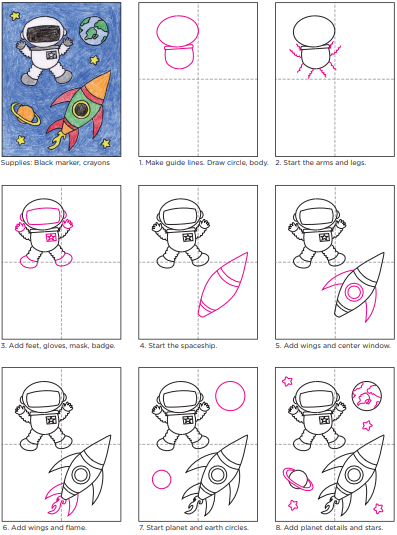 Supplies: Black marker, crayons
1. Make guide lines. Draw circle, body.
2. Start the arms and legs.
3. Add feet, gloves, mask, badge.
4. Start the spaceship.
5. Add wings and center window.
6. Add wings and flame.
7. Start planet and earth circles.
8. Add planet details and stars.